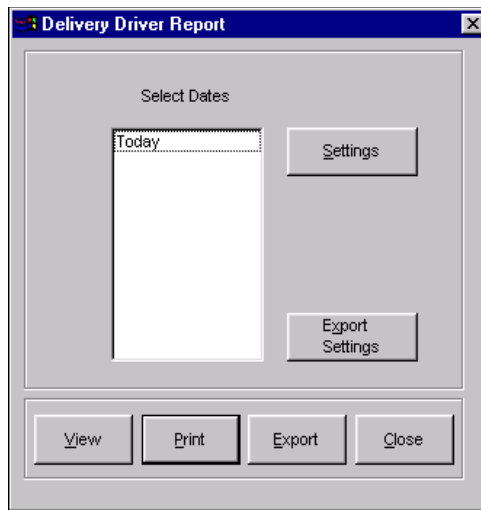 Delivery Driver Report
Select Dates
Today
Settings
Export
Settings
View
Print
Export
Close